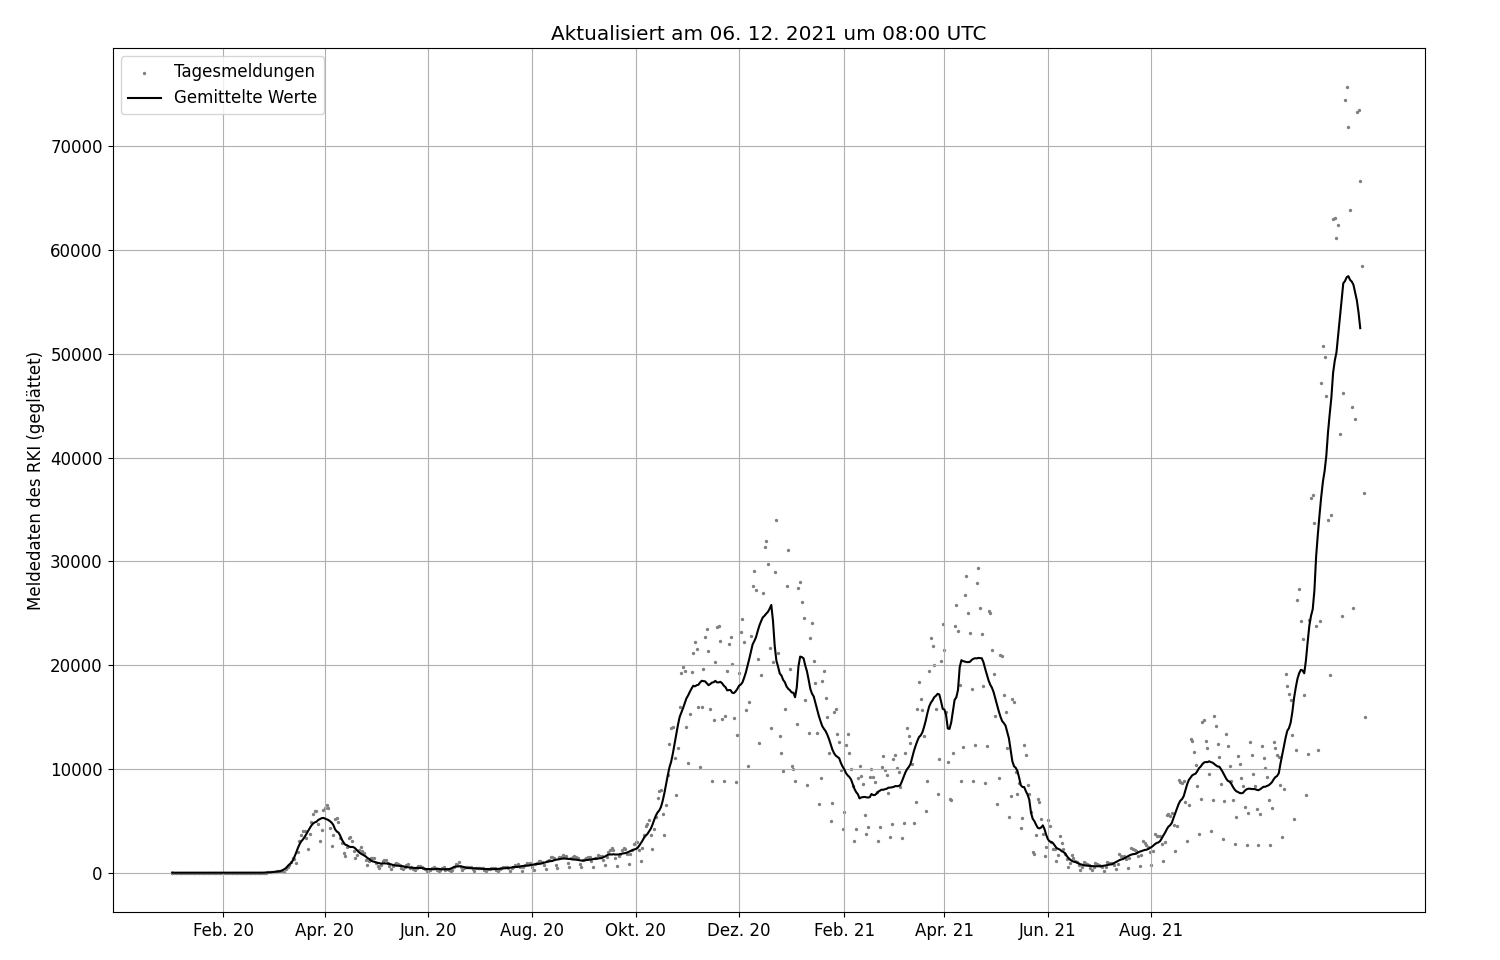 Aktualisiert am 06. 12. 2021 um 08:00 UTC
Tagesmeldungen
Gemittelte Werte
Meldedaten des RKI (geglättet)
70000
60000
50000
40000
30000
20000
10000
0
Feb. 20 Apr. 20 Jun. 20 Aug. 20 Okt. 20 Dez. 20 Feb. 21 Apr. 21 Jun. 21 Aug. 21